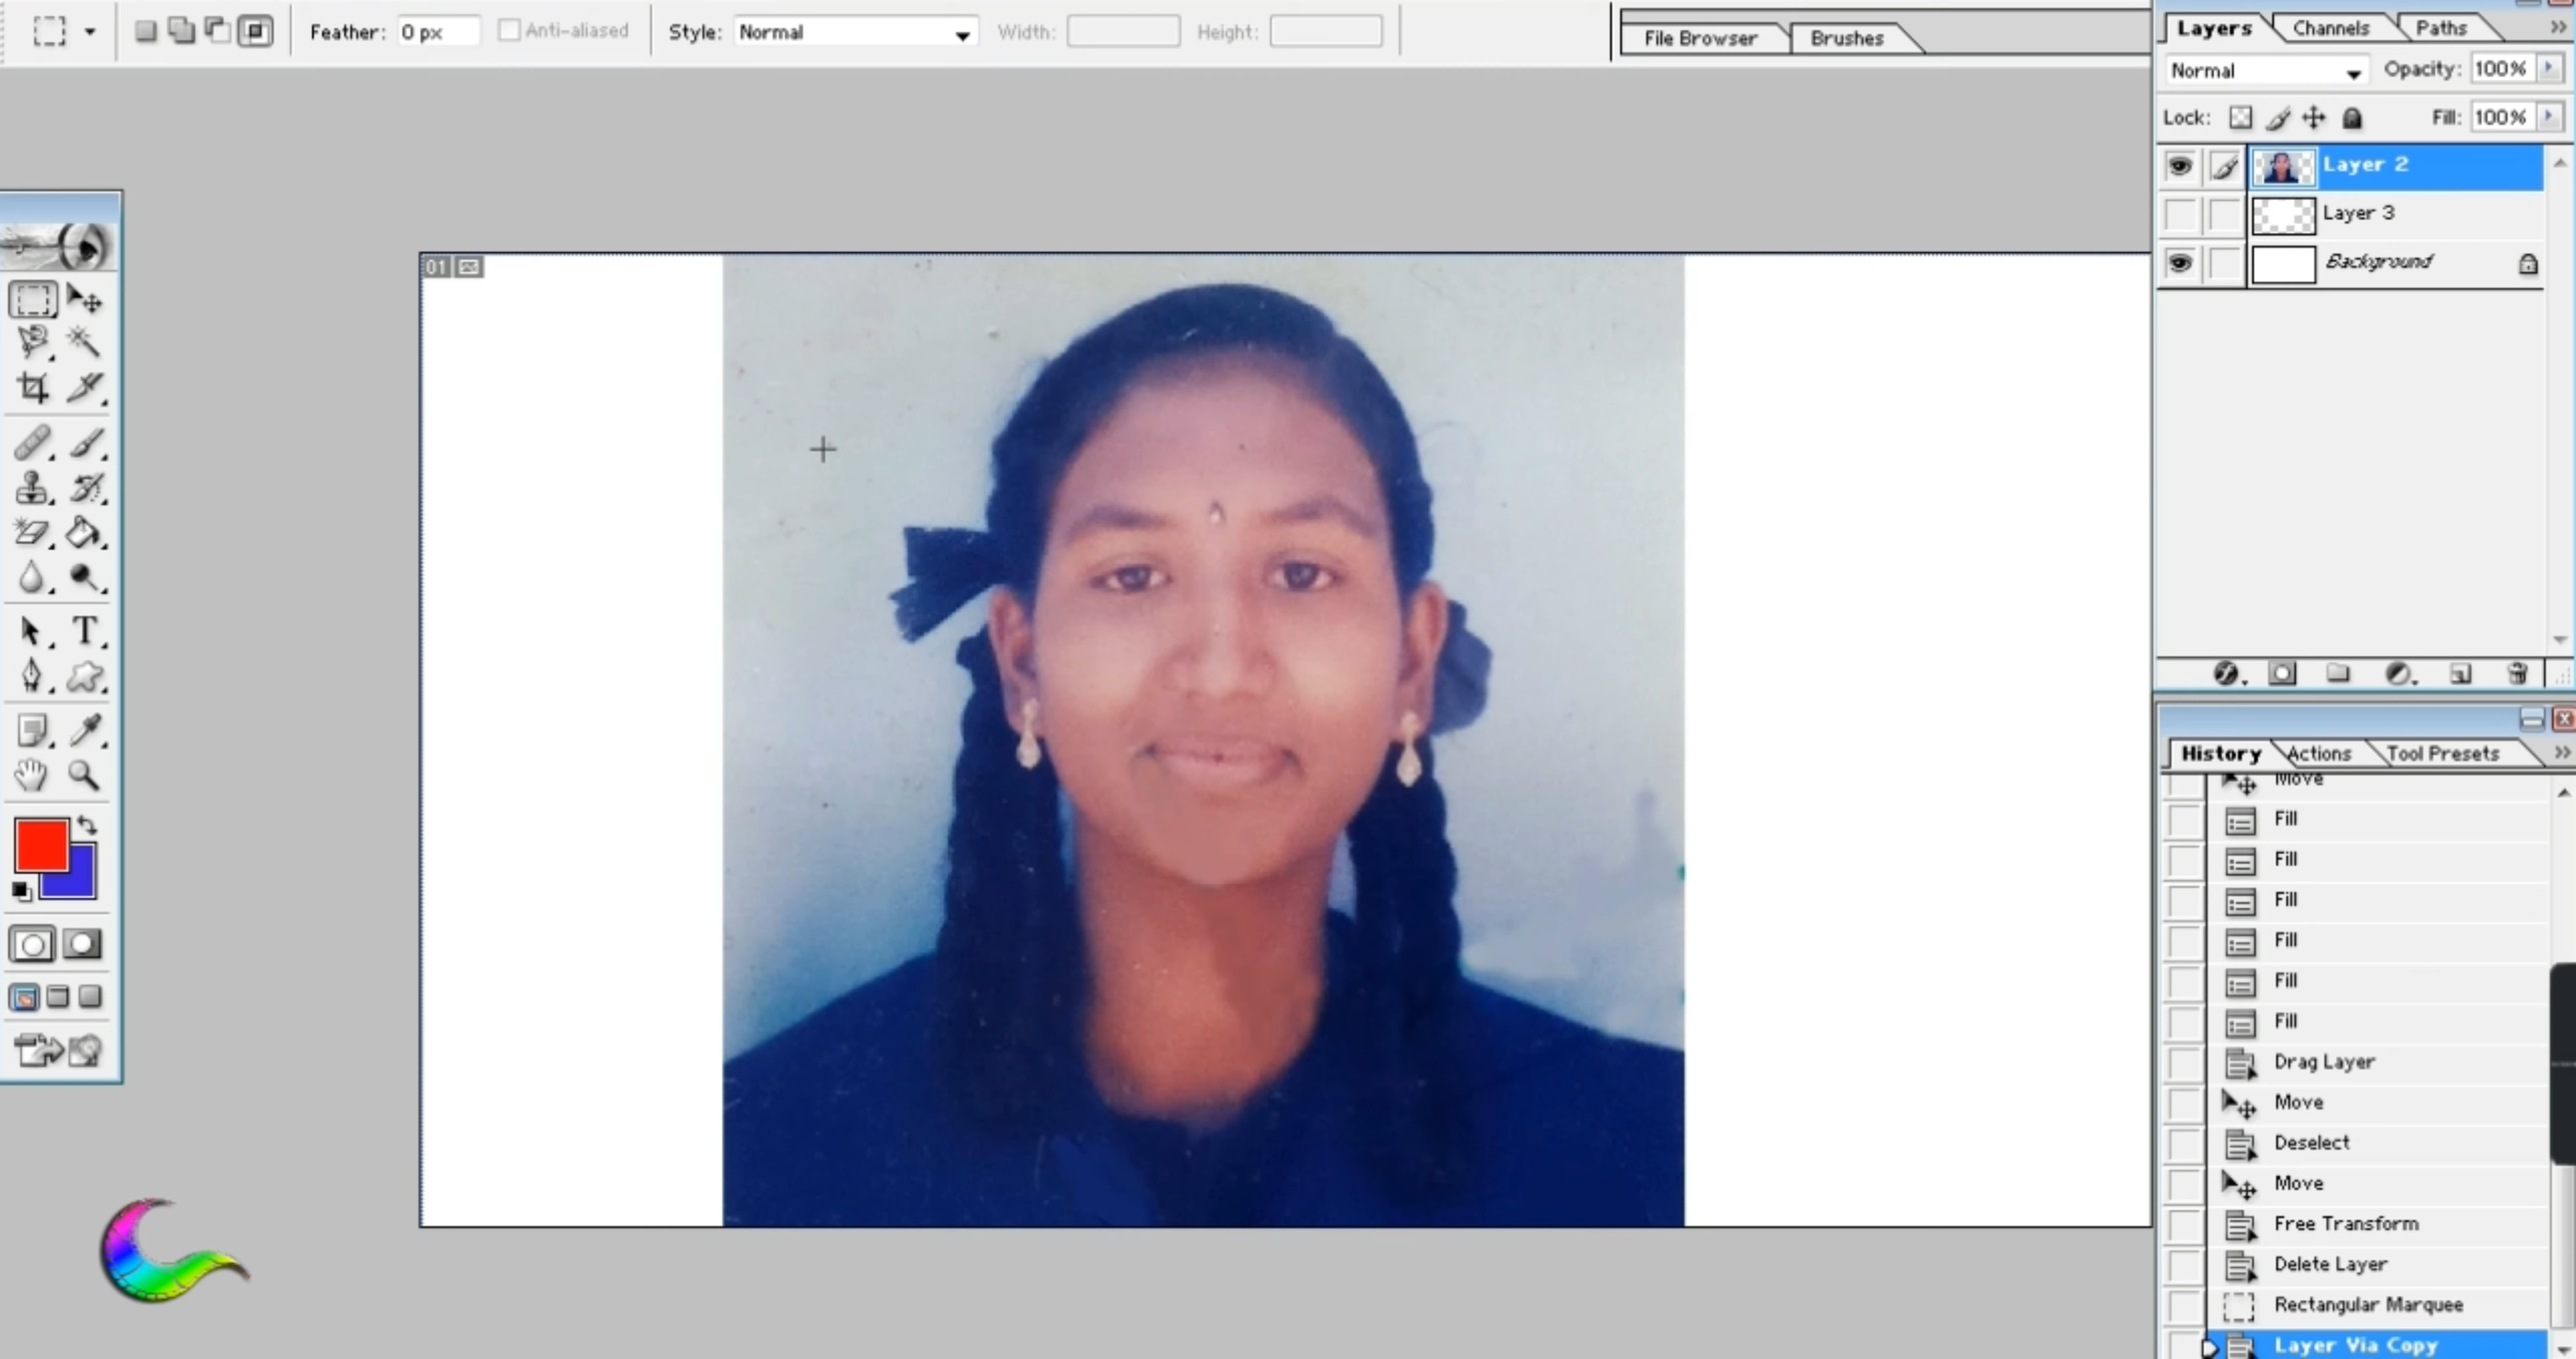 Feather: 0 px Anti-aliased Style: Normal Width: Height:
File Browser Brushes
Layers Channels Paths
Normal Opacity: 100%
Lock: Fill: 100%
Layer 2
Layer 3
Background
01
T
History Actions Tool Presets
Move
Fill
Fill
Fill
Fill
Fill
Fill
Drag Layer
Move
Deselect
Move
Free Transform
Delete Layer
Rectangular Marquee
Layer Via Copy